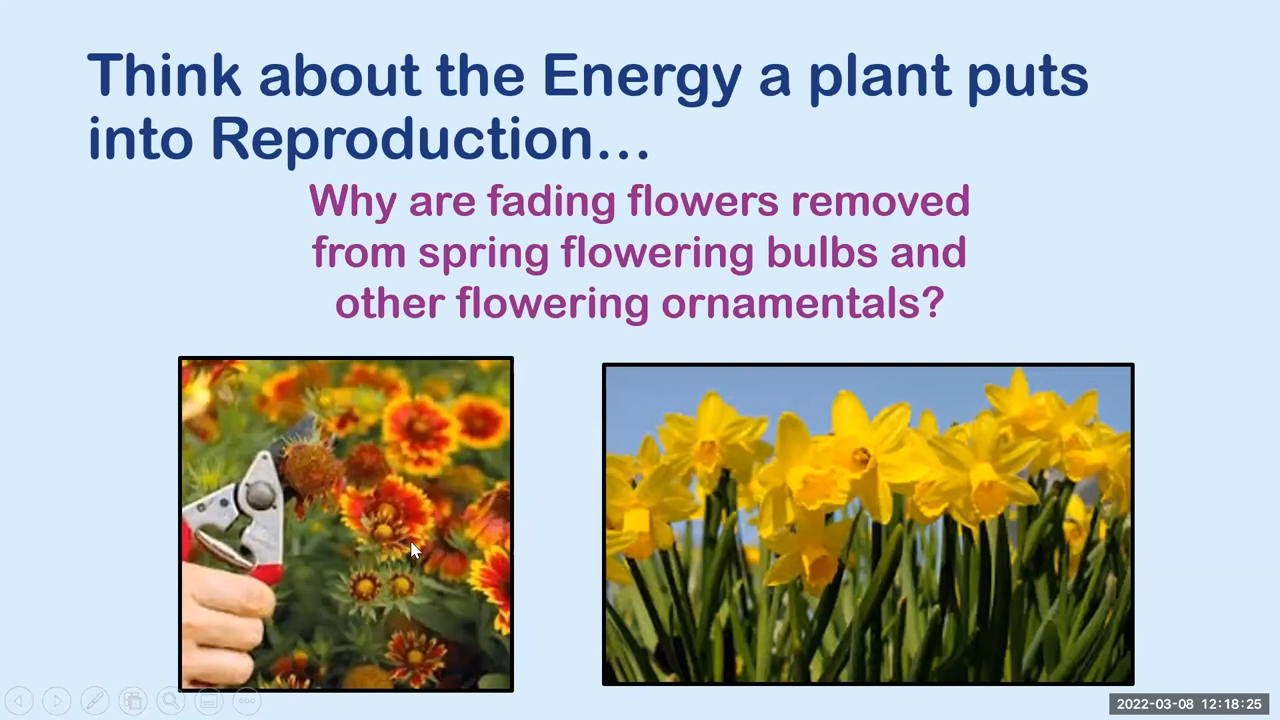 Think about the Energy a plant puts
into Reproduction...
Why are fading flowers removed
from spring flowering bulbs and
other flowering ornamentals?
2022-03-08 12:18:25